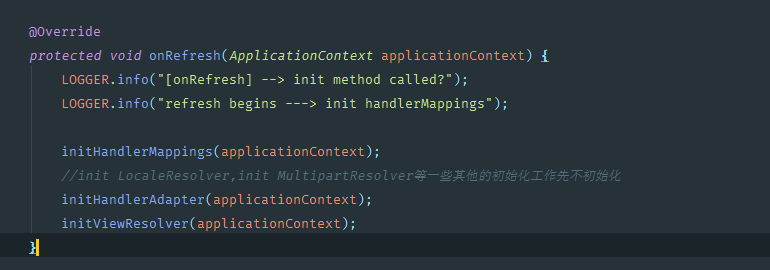 @Override
protected void onRefresh(ApplicationContext applicationContext) {
LOGGER.info("[onRefresh] --> init method called?");
LOGGER.info("refresh begins ---> init handlerMappings");
initHandlerMappings(applicationContext);
//init LocaleResolver,init MultipartResolver等一些其他的初始化工作先不初始化
initHandlerAdapter(applicationContext);
initViewResolver(applicationContext);
}